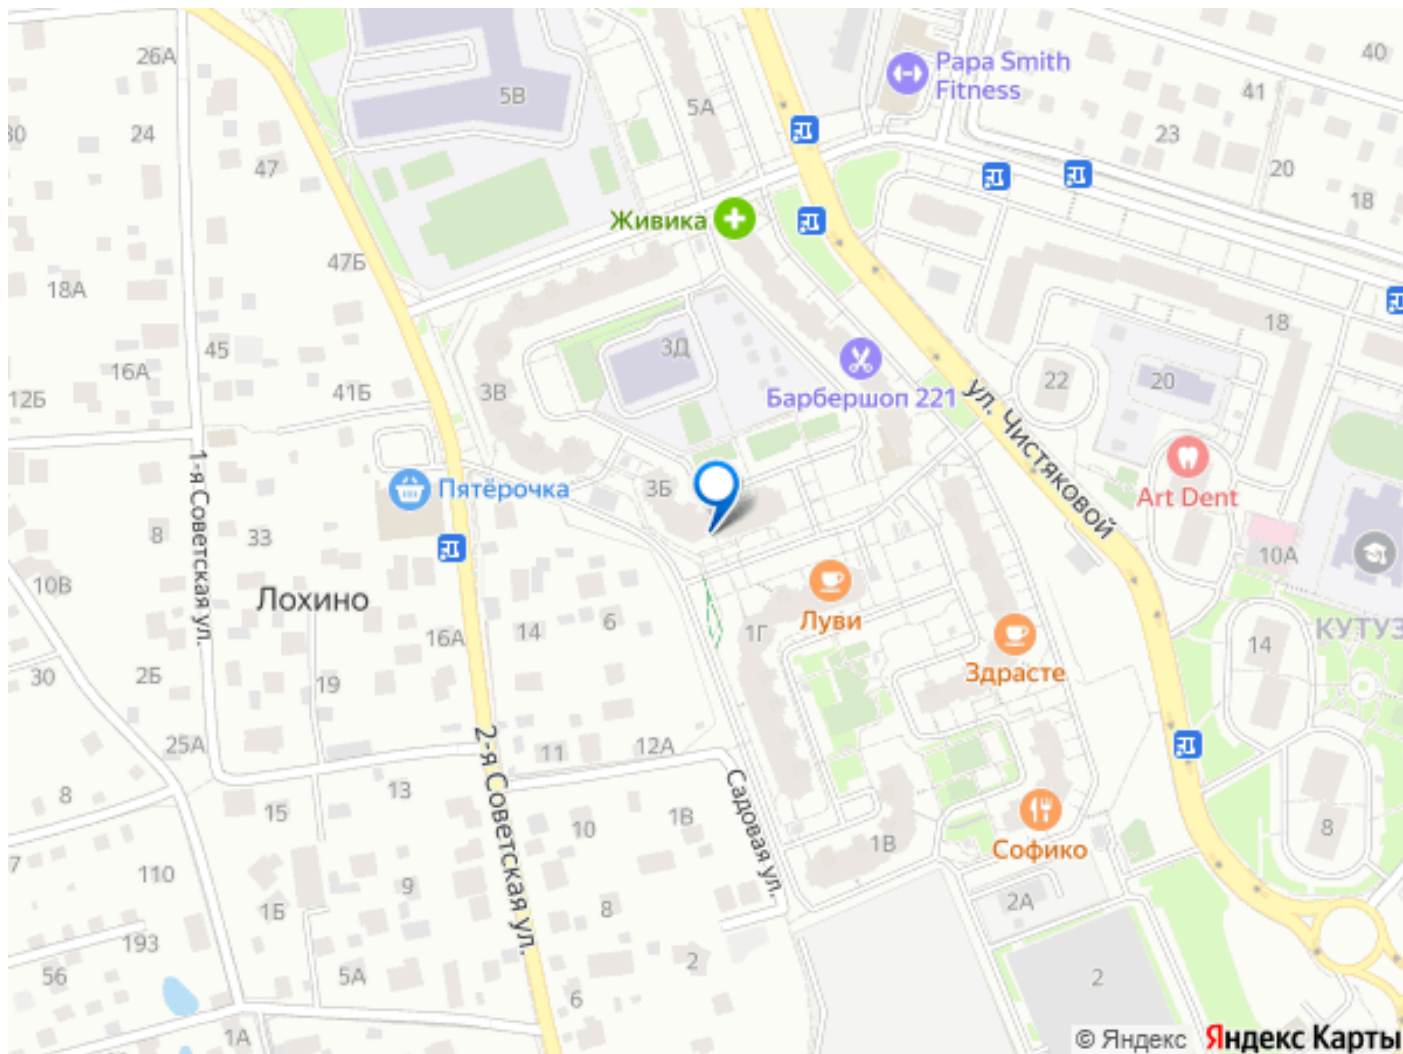 26А
5В
5А
Papa Smith
Fitness
40
41
24
23
30
47
20
18
Живика
47Б
18А
45
3Д
18
16А
22
20
12Б
41Б
3В
Барбершоп 221
ул. Чистяковой
1-я Советская ул.
Пятёрочка
3Б
Art Dent
8
33
10А
10В
Лохино
Луви
14
6
1Г
16А
КУТУЗ
14
Здрасте
30
2Б
19
25А
11
12А
2-я Советская ул.
Садовая ул.
8
13
15
10
1В
1В
Софико
8
7
110
9
1Б
8
2А
193
56
5А
2
2
6
1А
© Яндекс Яндекс Карты